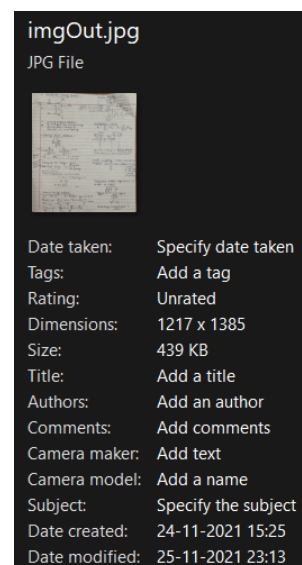 imgOut.jpg
JPG File
Date taken: Specify date taken
Tags: Add a tag
Rating: Unrated
Dimensions: 1217 x 1385
Size: 439 KB
Title: Add a title
Authors: Add an author
Comments: Add comments
Camera maker: Add text
Camera model: Add a name
Subject: Specify the subject
Date created: 24-11-2021 15:25
Date modified: 25-11-2021 23:13